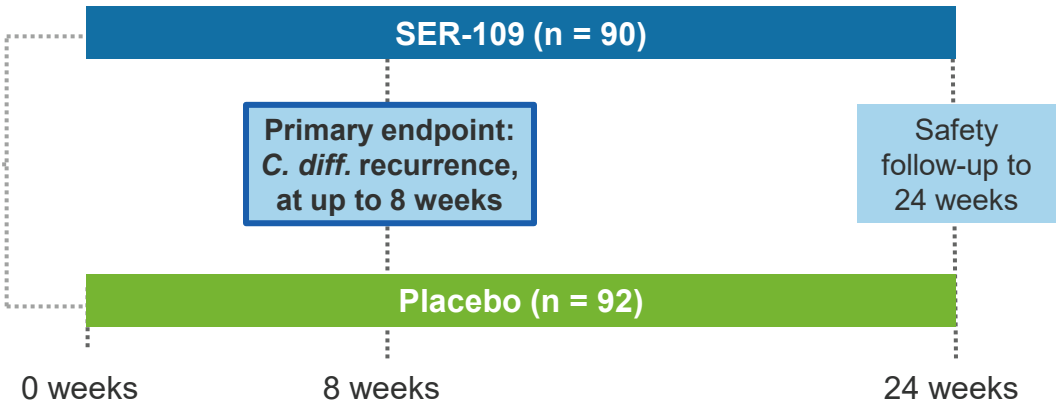 SER-109 (n = 90)
Primary endpoint:
C. diff. recurrence,
at up to 8 weeks
Safety
follow-up to
24 weeks
Placebo (n = 92)
0 weeks
8 weeks
24 weeks